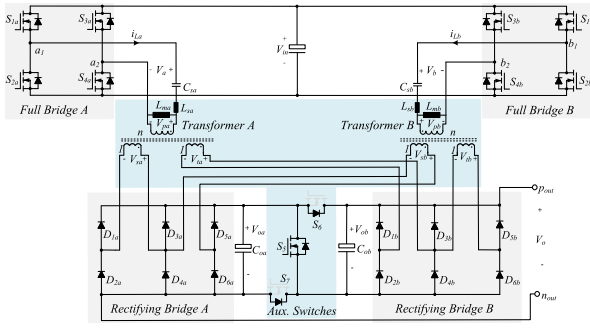 S1a
S3a
iLa
a1
a2
- Va +
Csa
S2a
S4a
Full Bridge A
+
Vin
-
S3b
S1
iLb
b1
b2
- Vb +
Csb
S4b
S2
Full Bridge B
Lma
Lsa
Vpa
Transformer A
Transformer B
Lsb
Lmb
Vpb
n
n
1
- Vsa +
1
- Vta +
1
- Vsb +
1
- Vtb +
D1a
D3a
D5a
D2a
D4a
D6a
+ Voa
-
Coa
Rectifying Bridge A
S5
S6
S7
Aux. Switches
+ Vob
-
Cob
D1b
D3b
D5b
D2b
D4b
D6b
Rectifying Bridge B
pout
+
Vo
-
nout